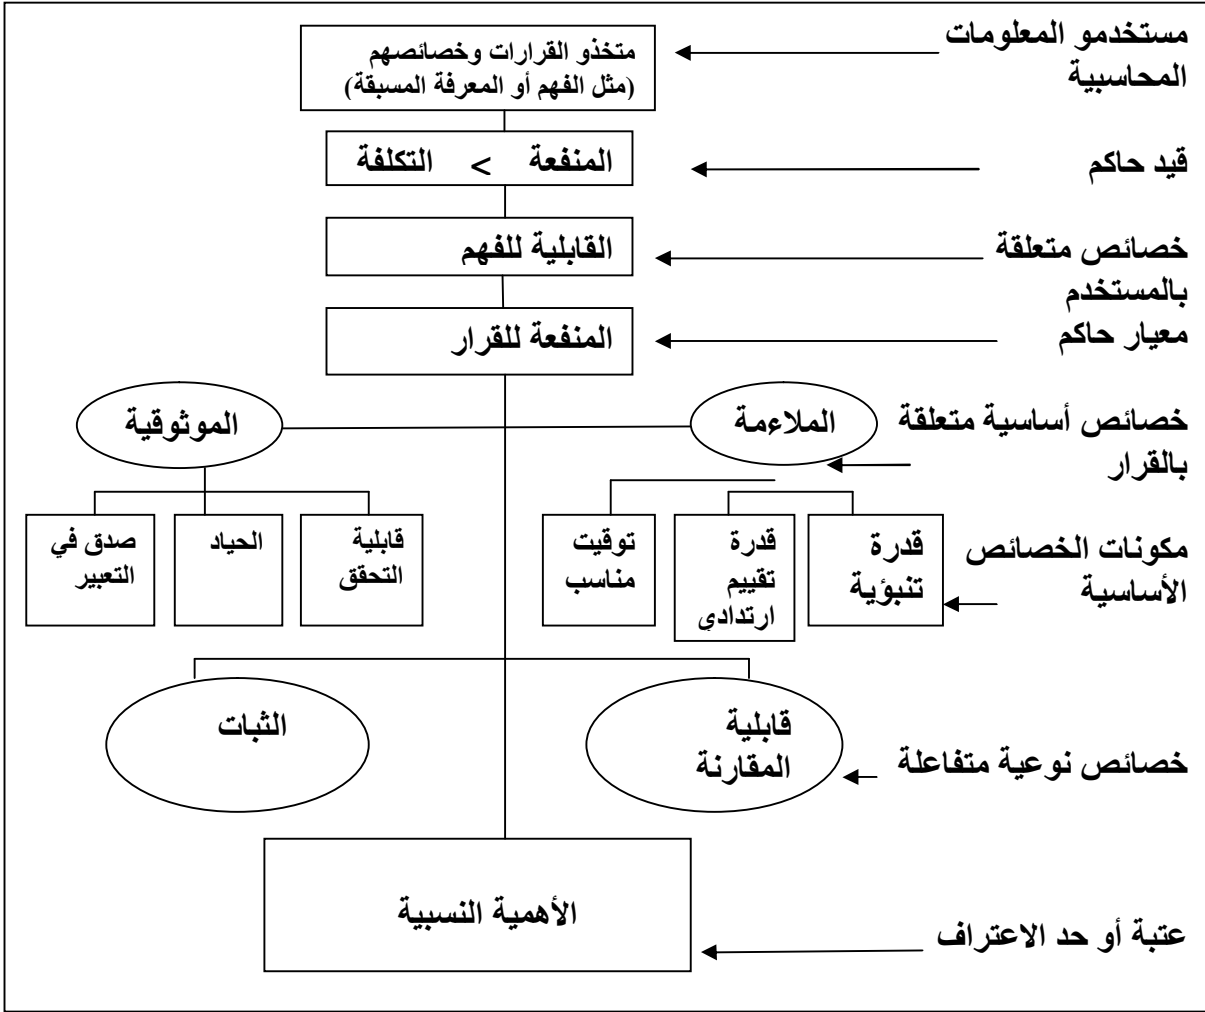 مستخدمو المعلومات
المحاسبية
متخذو القرارات وخصائصهم
(مثل الفهم أو المعرفة المسبقة)
قيد حاكم
المنفعة > التكلفة
خصائص متعلقة
بالمستخدم
القابلية للفهم
معيار حاكم
المنفعة للقرار
خصائص أساسية متعلقة
بالقرار
الملاءمة
الموثوقية
مكونات الخصائص
الأساسية
قدرة
تنبؤية
قدرة
تقييم
ارتدادي
توقيت
مناسب
قابلية
التحقق
الحياد
صدق في
التعبير
خصائص نوعية متفاعلة
قابلية
المقارنة
الثبات
عتبة أو حد الاعتراف
الأهمية النسبية